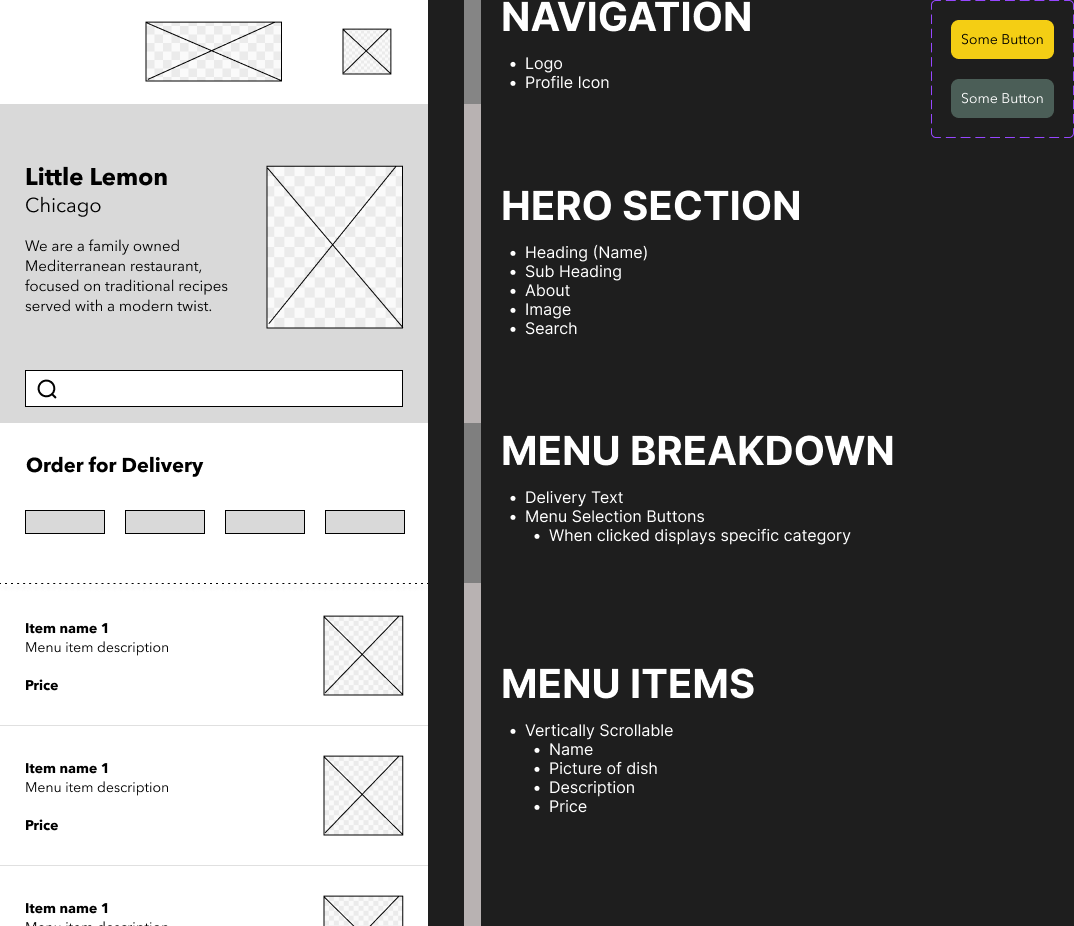 Little Lemon
Chicago
We are a family owned
Mediterranean restaurant,
focused on traditional recipes
served with a modern twist.
Order for Delivery
Item name 1
Menu item description
Price
Item name 1
Menu item description
Price
Item name 1
Menu item description
NAVIGATION
Logo
Profile Icon
HERO SECTION
Heading (Name)
Sub Heading
About
Image
Search
MENU BREAKDOWN
Delivery Text
Menu Selection Buttons
When clicked displays specific category
MENU ITEMS
Vertically Scrollable
Name
Picture of dish
Description
Price
Some Button
Some Button